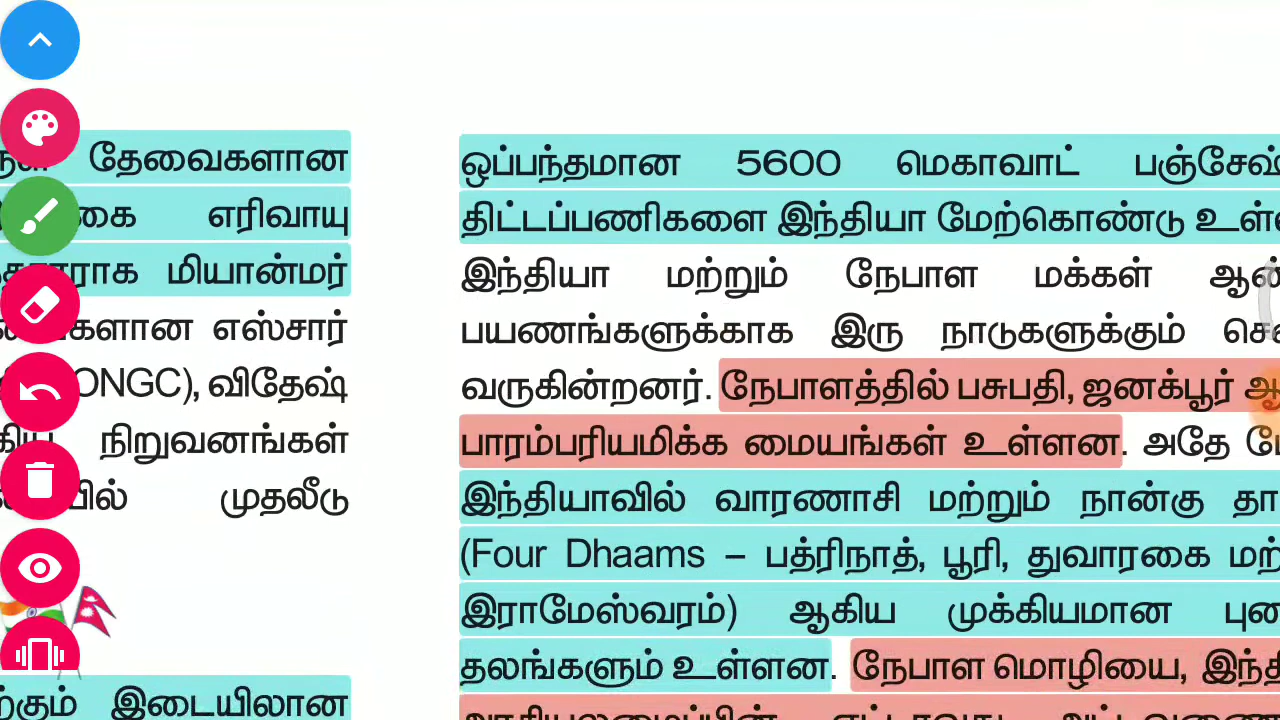 தேவைகளான
எரிவாயு
மியான்மர்
எஸ்சார்
ONGC), விதேஷ்
நிறுவனங்கள்
முதலீடு
இடையிலான
ஒப்பந்தமான 5600 மெகாவாட்
திட்டப்பணிகளை இந்தியா மேற்கொண்டு
இந்தியா மற்றும் நேபாள மக்கள்
பயணங்களுக்காக இரு நாடுகளுக்கும்
வருகின்றனர். நேபாளத்தில் பசுபதி, ஜனக்பூர்
பாரம்பரியமிக்க மையங்கள் உள்ளன. அதே
இந்தியாவில் வாரணாசி மற்றும் நான்கு
(Four Dhaams – பத்ரிநாத், பூரி, துவாரகை
இராமேஸ்வரம்) ஆகிய முக்கியமான
தலங்களும் உள்ளன. நேபாள மொழியை,